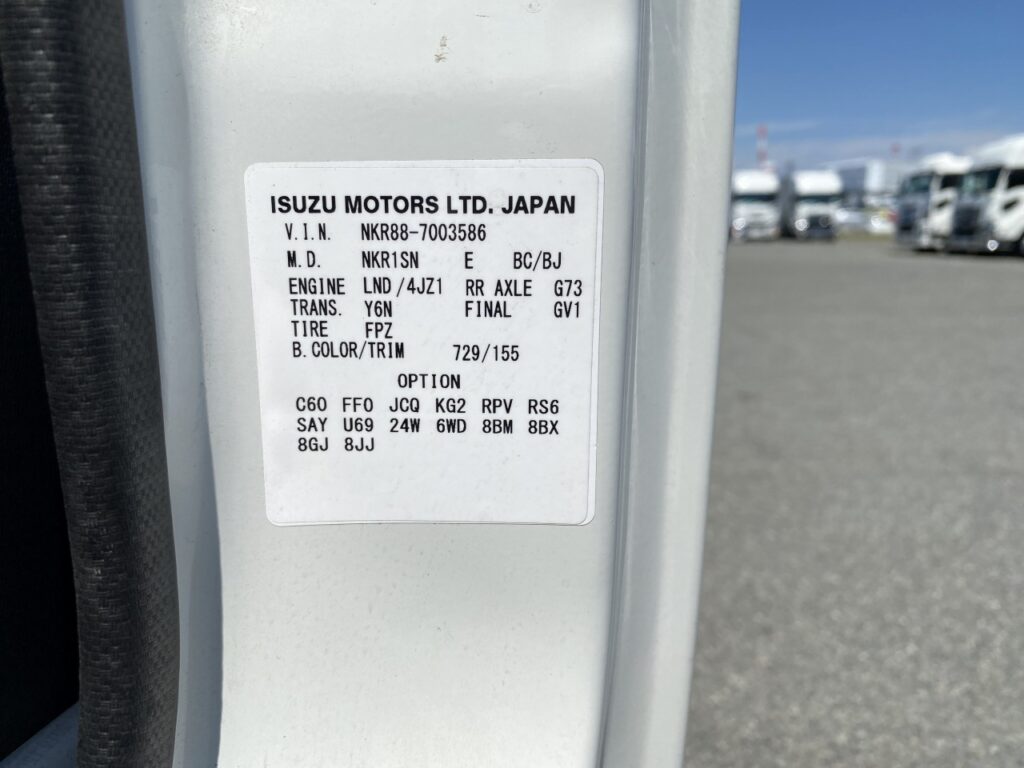 ISUZU MOTORS LTD. JAPAN
V.I.N. NKR88-7003586
M.D. NKR1SN E BC/BJ
ENGINE LND/4JZ1 RR AXLE G73
TRANS. Y6N FINAL GV1
TIRE FPZ
B.COLOR/TRIM 729/155
OPTION
C60 FF0 JCQ KG2 RPV RS6
SAY U69 24W 6WD 8BM 8BX
8GJ 8JJ